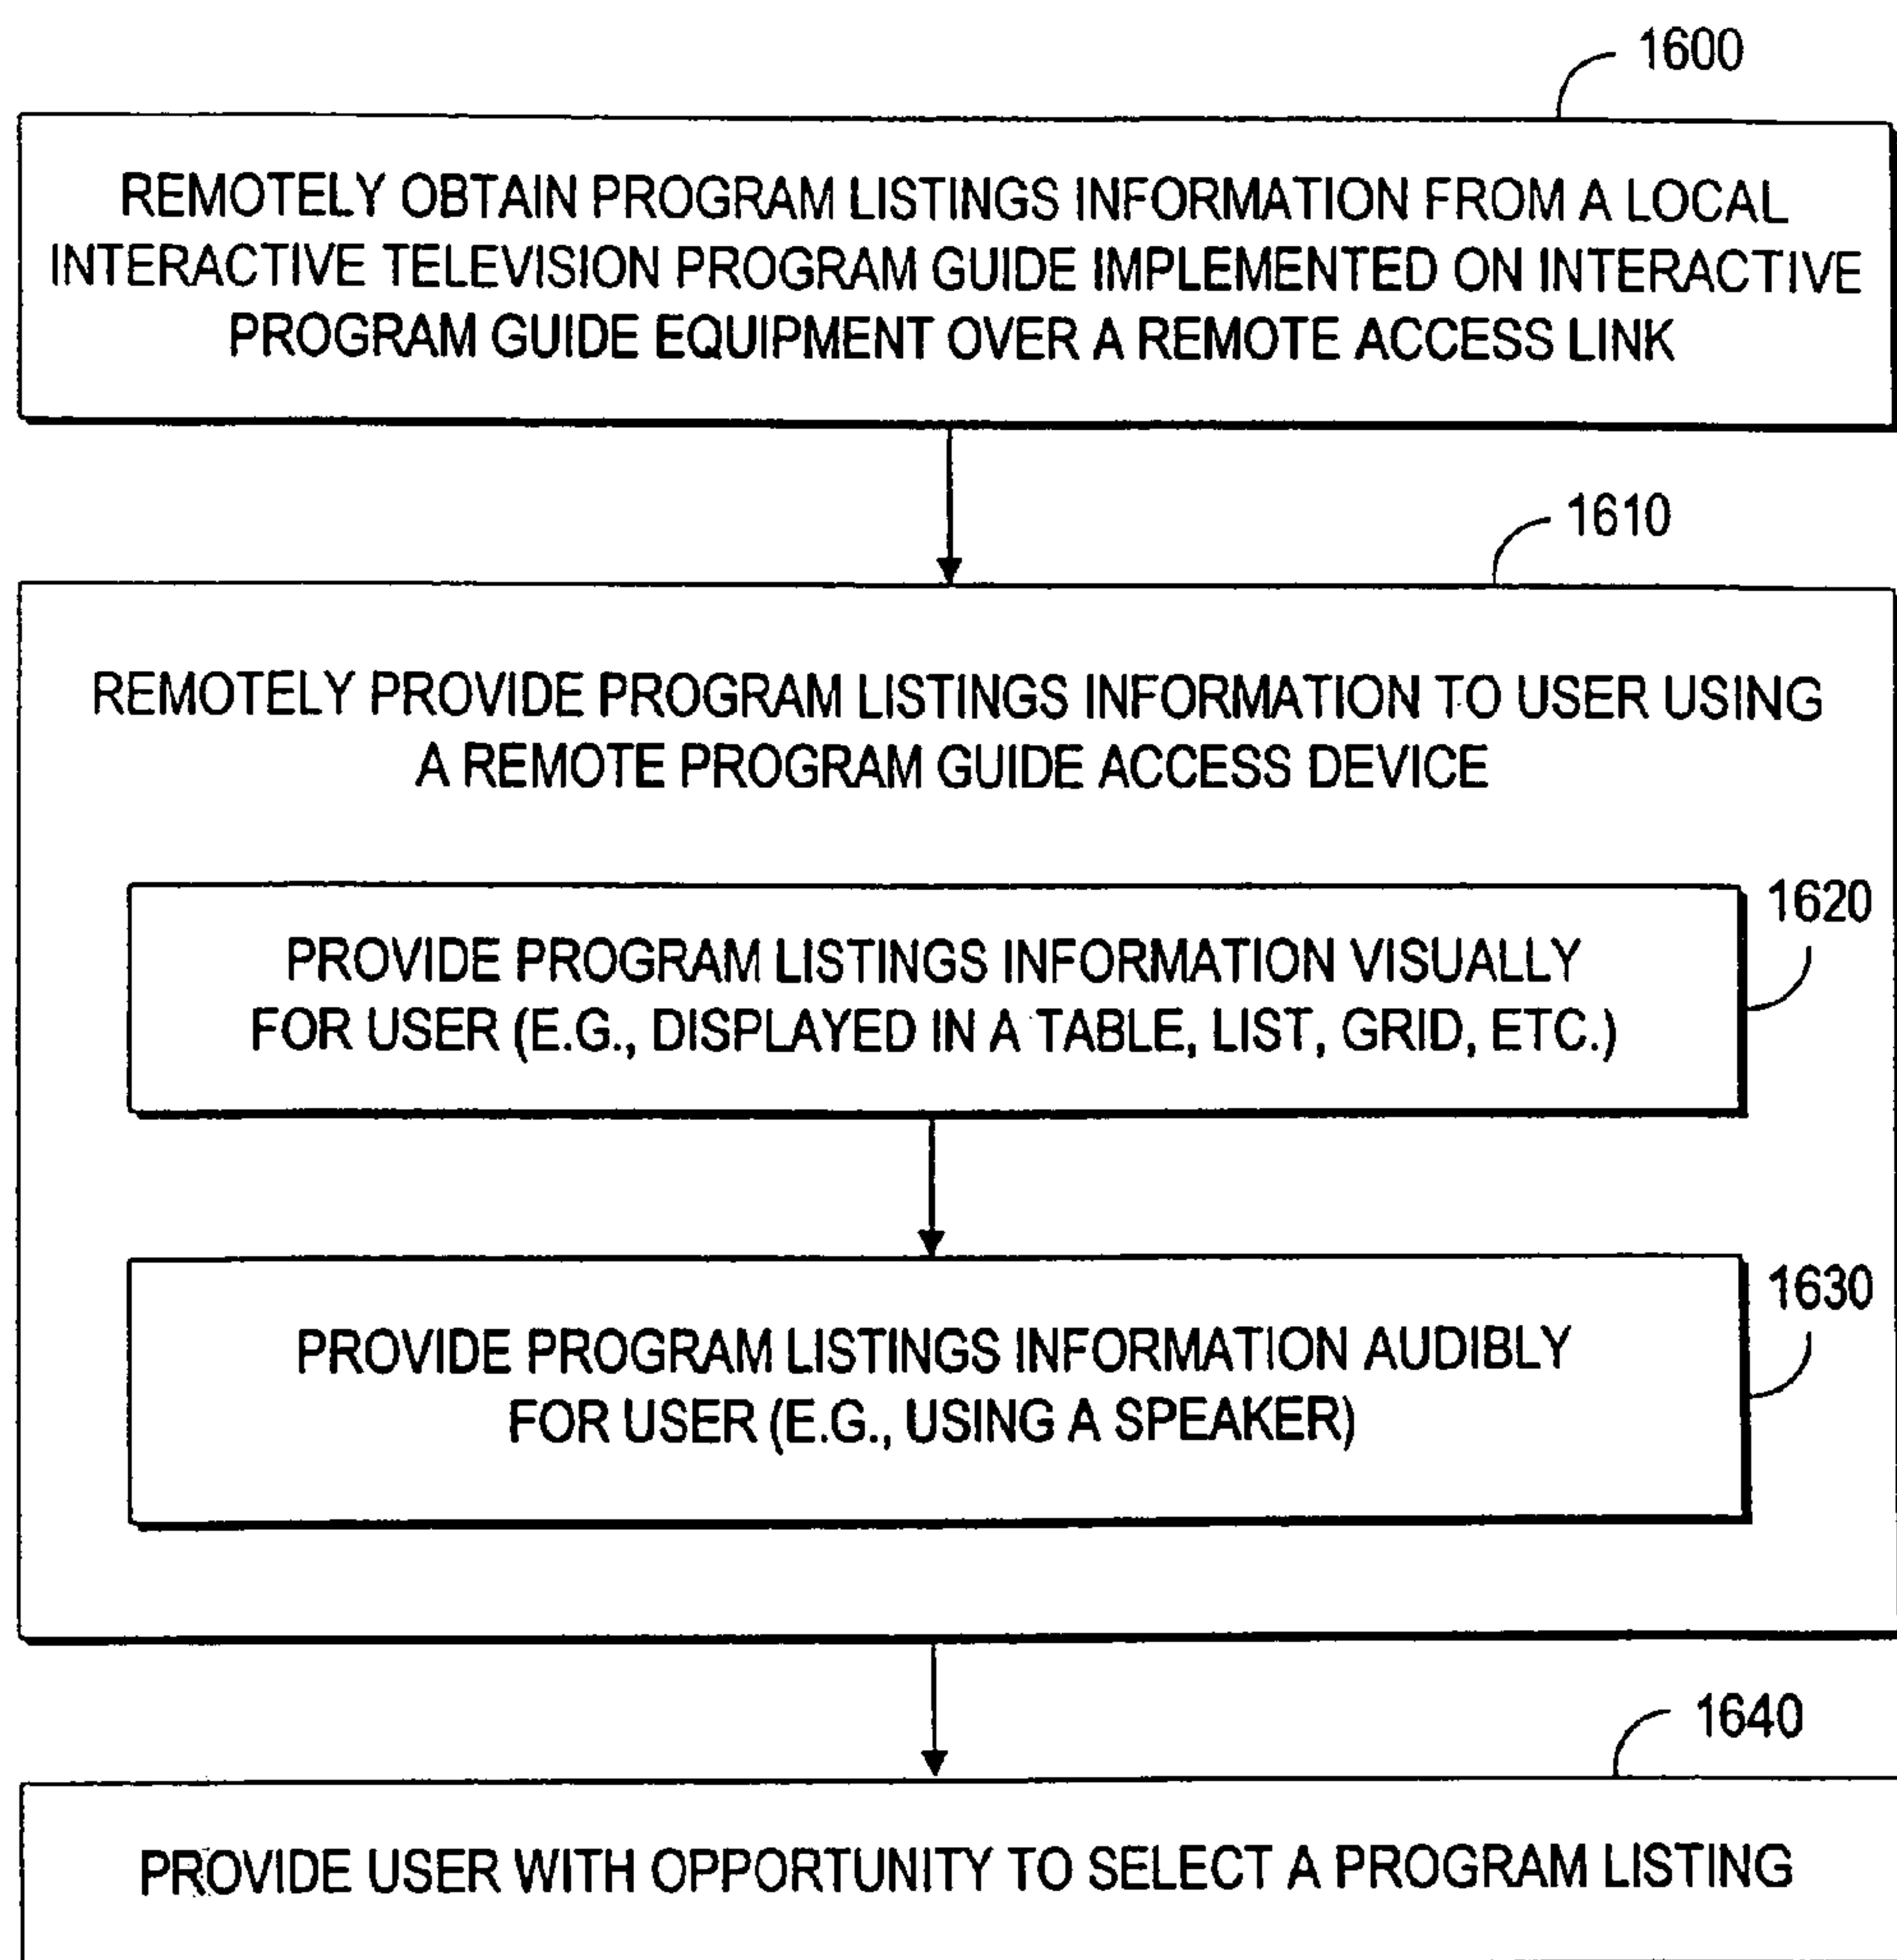 1600
REMOTELY OBTAIN PROGRAM LISTINGS INFORMATION FROM A LOCAL
INTERACTIVE TELEVISION PROGRAM GUIDE IMPLEMENTED ON INTERACTIVE
PROGRAM GUIDE EQUIPMENT OVER A REMOTE ACCESS LINK
1610
REMOTELY PROVIDE PROGRAM LISTINGS INFORMATION TO USER USING
A REMOTE PROGRAM GUIDE ACCESS DEVICE
1620
PROVIDE PROGRAM LISTINGS INFORMATION VISUALLY
FOR USER (E.G., DISPLAYED IN A TABLE, LIST, GRID, ETC.)
1630
PROVIDE PROGRAM LISTINGS INFORMATION AUDIBLY
FOR USER (E.G., USING A SPEAKER)
1640
PROVIDE USER WITH OPPORTUNITY TO SELECT A PROGRAM LISTING